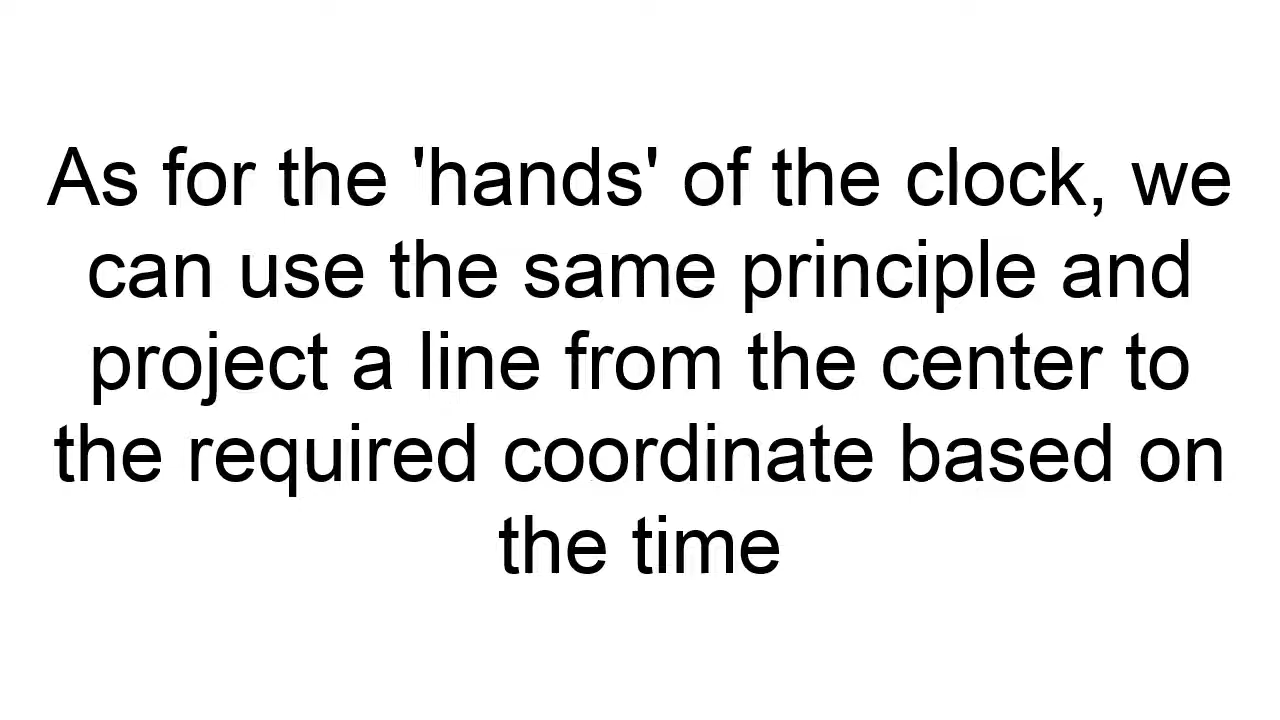 As for the 'hands' of the clock, we
can use the same principle and
project a line from the center to
the required coordinate based on
the time